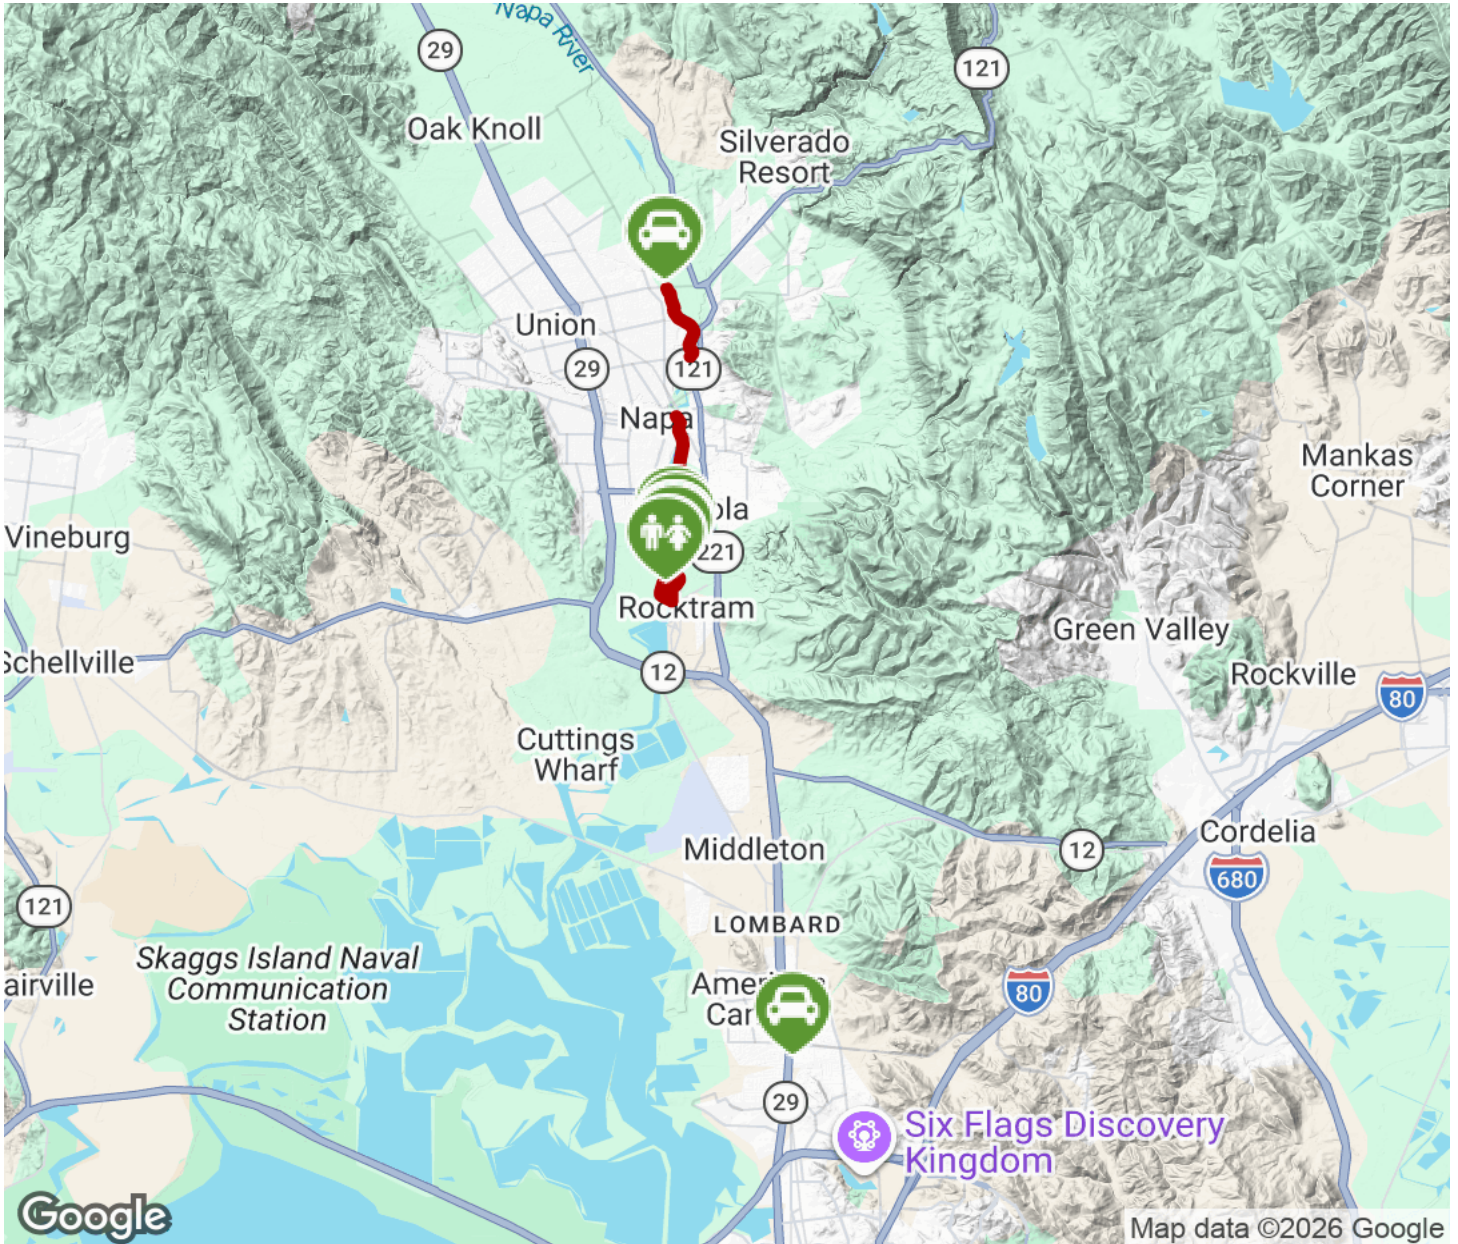 Napa River
29
121
Oak Knoll
Silverado
Resort
Union
29
121
Napa
Mankas
Corner
ola
Vineburg
221
Rocktram
Green Valley
Schellville
12
Rockville
80
Cuttings
Wharf
Cordelia
Middleton
12
680
121
LOMBARD
Skaggs Island Naval
Communication
Station
airville
80
29
Six Flags Discovery
Kingdom
Google
Map data ©2026 Google